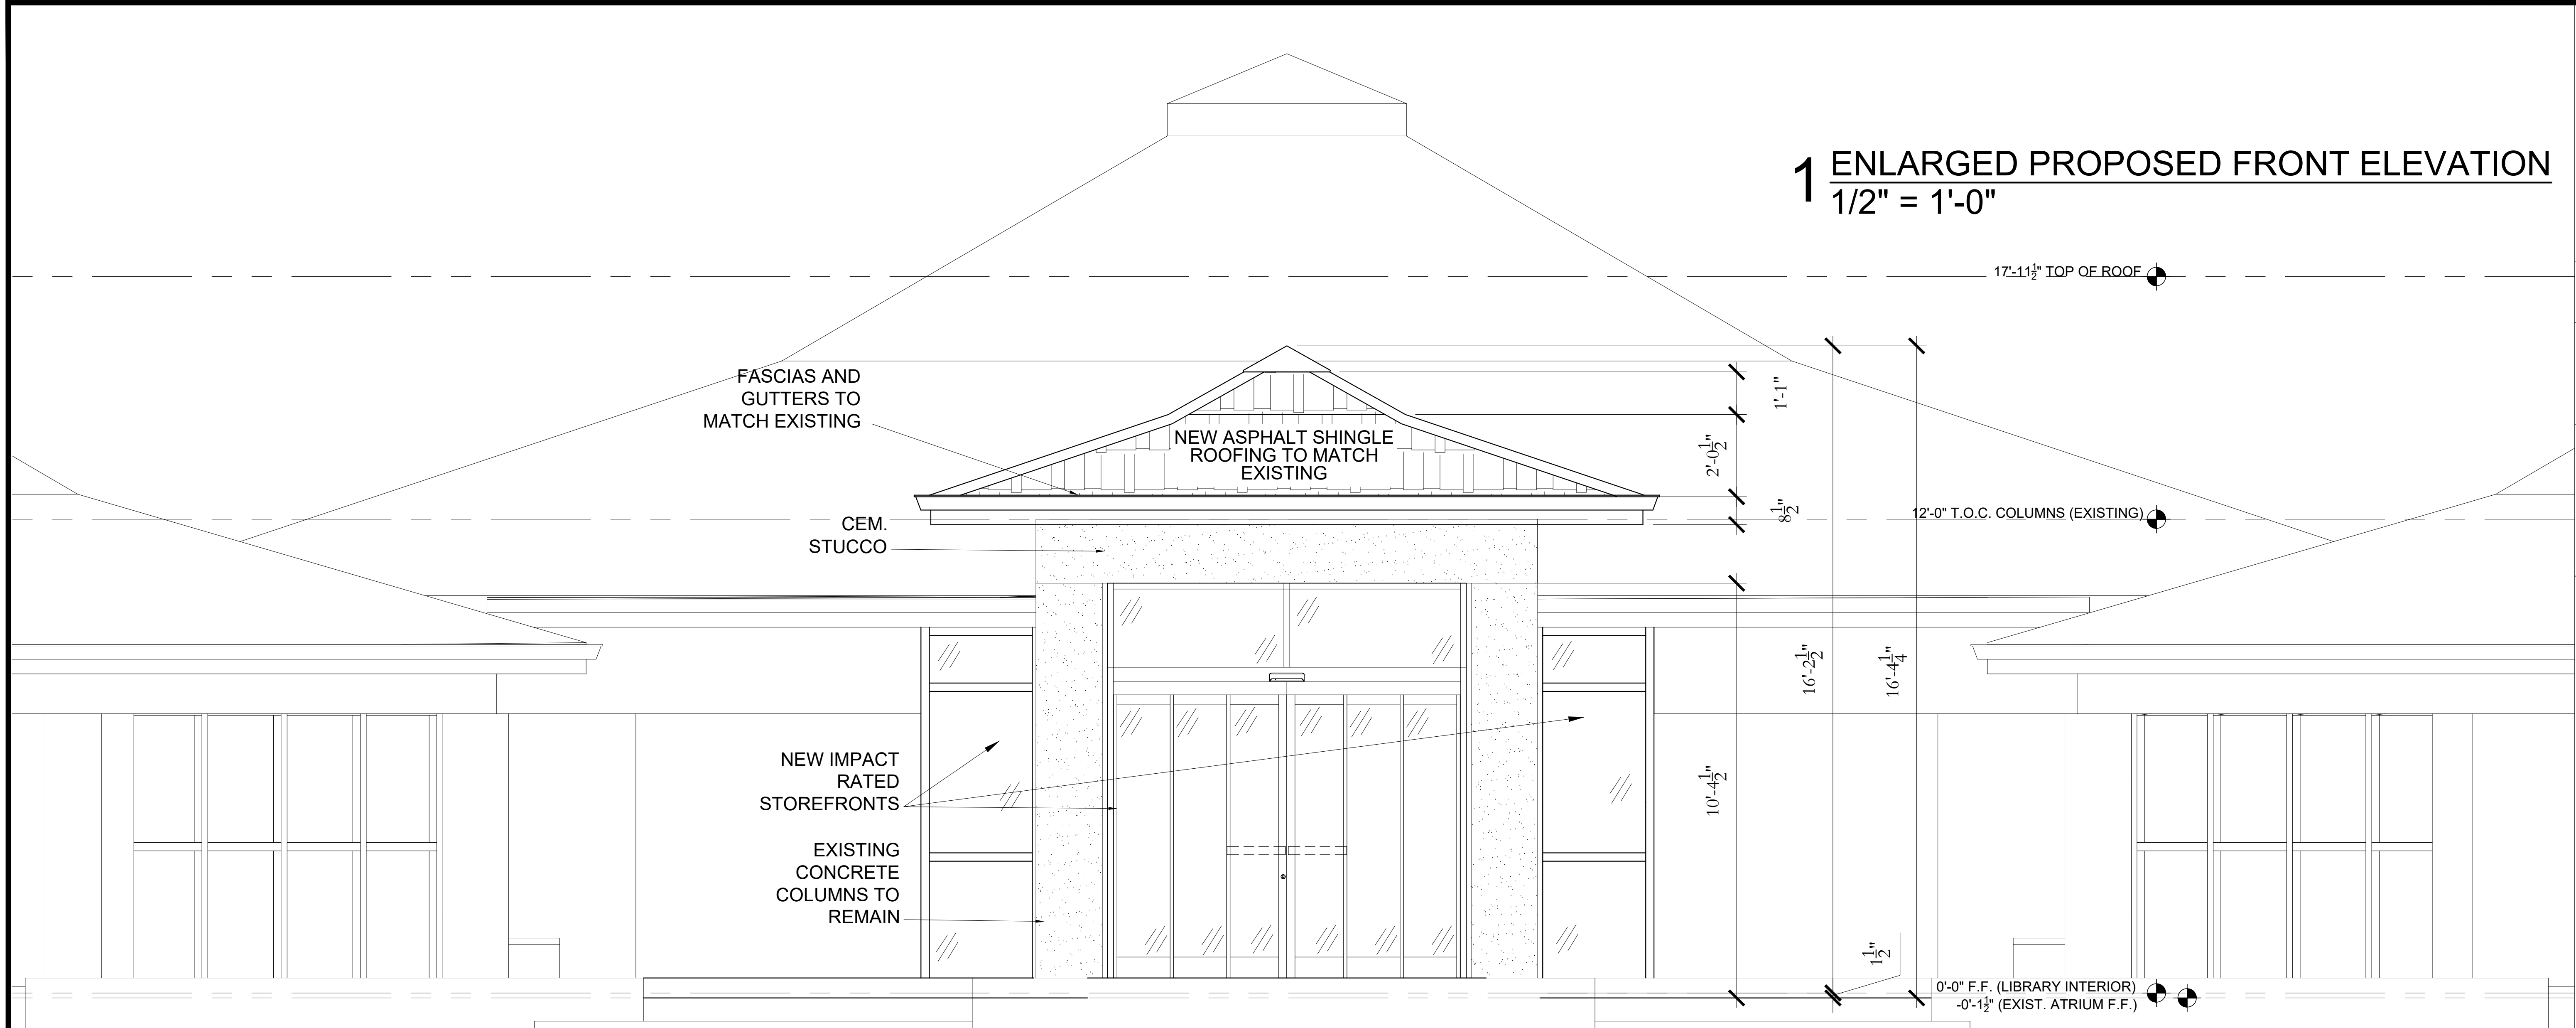 1 ENLARGED PROPOSED FRONT ELEVATION
1/2" = 1'-0"
17'-11½" TOP OF ROOF
FASCIAS AND
GUTTERS TO
MATCH EXISTING
1'-1"
NEW ASPHALT SHINGLE
ROOFING TO MATCH
EXISTING
2'-0½"
8½"
12'-0" T.O.C. COLUMNS (EXISTING)
CEM.
STUCCO
16'-2½"
16'-4¼"
NEW IMPACT
RATED
STOREFRONTS
10'-4½"
EXISTING
CONCRETE
COLUMNS TO
REMAIN
1½"
0'-0" F.F. (LIBRARY INTERIOR)
-0'-1½" (EXIST. ATRIUM F.F.)